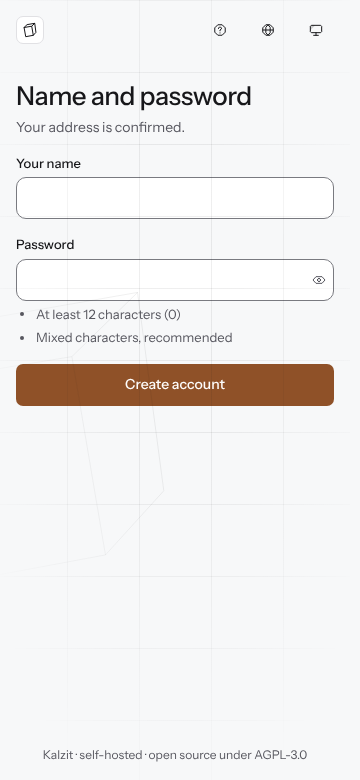 Name and password
Your address is confirmed.
Your name
Password
At least 12 characters (0)
Mixed characters, recommended
Create account
Kalzit · self-hosted · open source under AGPL-3.0